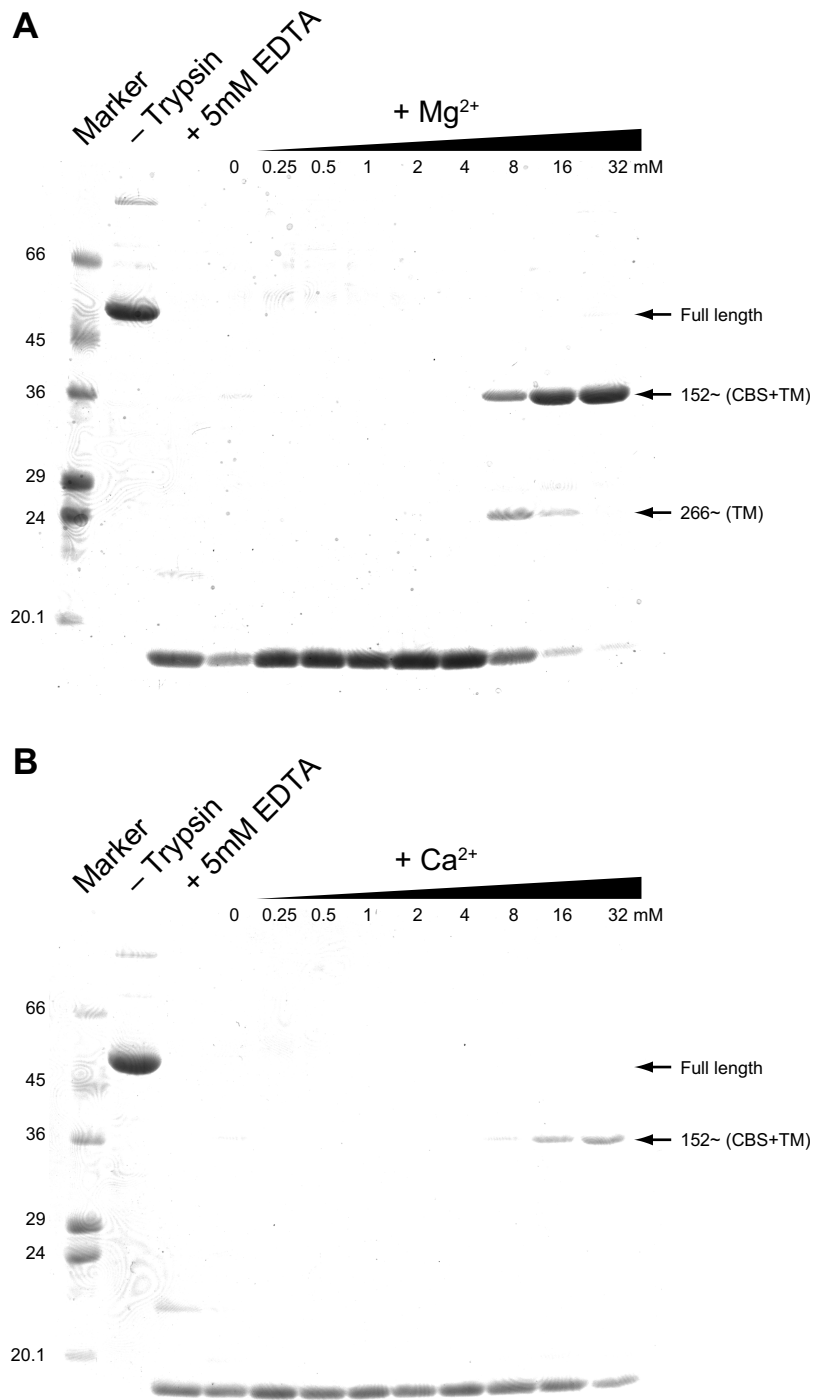 A
Marker
– Trypsin
+ 5mM EDTA
+ Mg²⁺
0 0.25 0.5 1 2 4 8 16 32 mM
66
Full length
45
36
152~ (CBS+TM)
29
24
266~ (TM)
20.1
B
Marker
– Trypsin
+ 5mM EDTA
+ Ca²⁺
0 0.25 0.5 1 2 4 8 16 32 mM
66
Full length
45
36
152~ (CBS+TM)
29
24
20.1